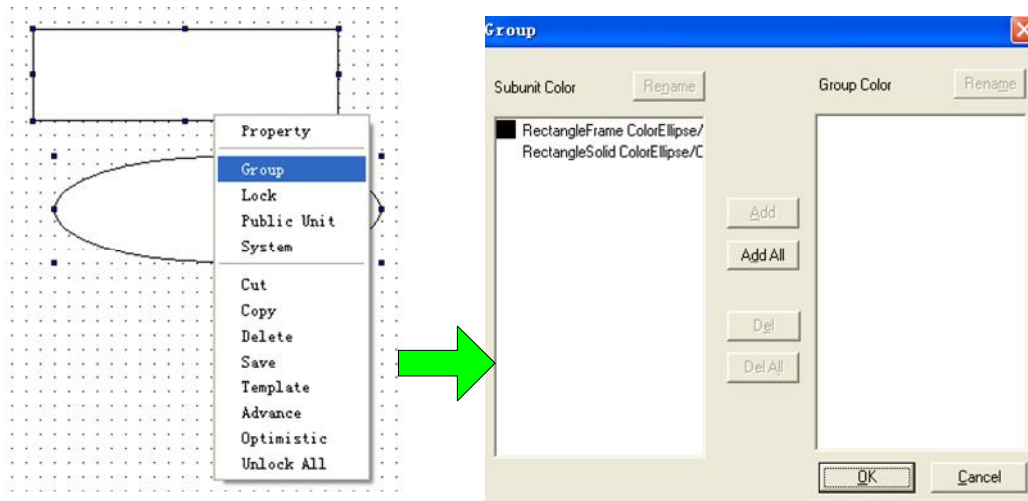 Property
Group
Lock
Public Unit
System
Cut
Copy
Delete
Save
Template
Advance
Optimistic
Unlock All
Group
Subunit Color
Rename
Group Color
Rename
RectangleFrame ColorEllipse/
RectangleSolid ColorEllipse/C
Add
Add All
Del
Del All
OK
Cancel